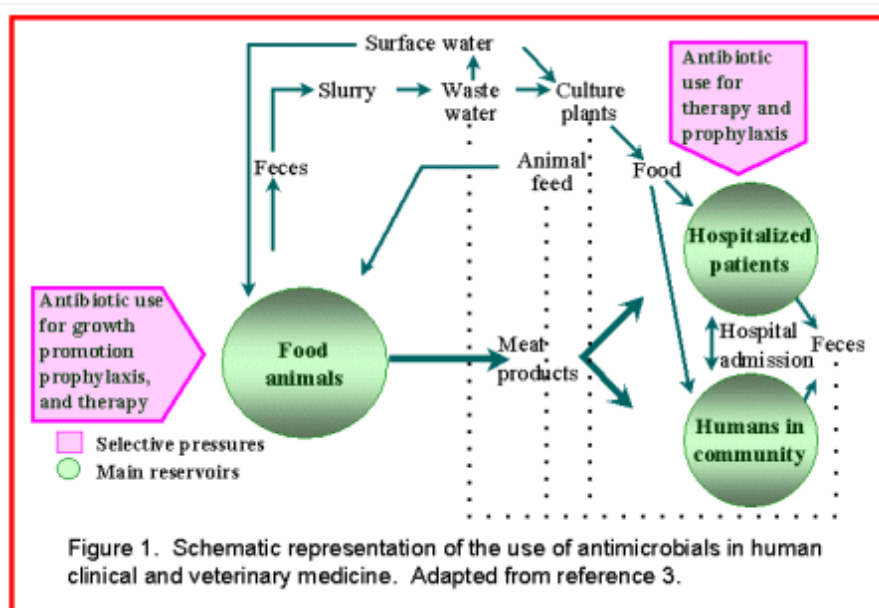 Surface water
Slurry
Waste
water
Culture
plants
Antibiotic
use for
therapy and
prophylaxis
Feces
Animal
feed
Food
Hospitalized
patients
Antibiotic use
for growth
promotion
prophylaxis,
and therapy
Food
animals
Meat
products
Hospital
admission
Feces
Humans in
community
Selective pressures
Main reservoirs
Figure 1. Schematic representation of the use of antimicrobials in human
clinical and veterinary medicine. Adapted from reference 3.